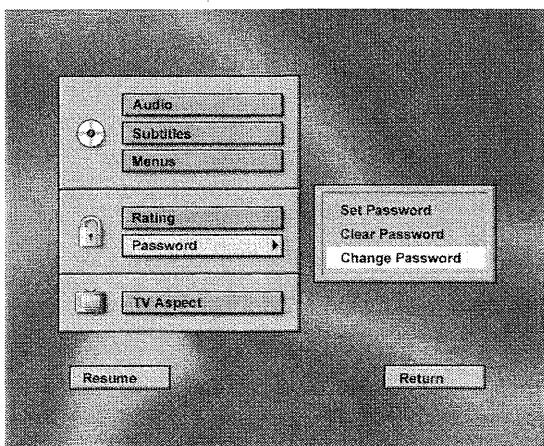 Audio
Subtitles
Menus
Rating
Password
Set Password
Clear Password
Change Password
TV Aspect
Resume
Return